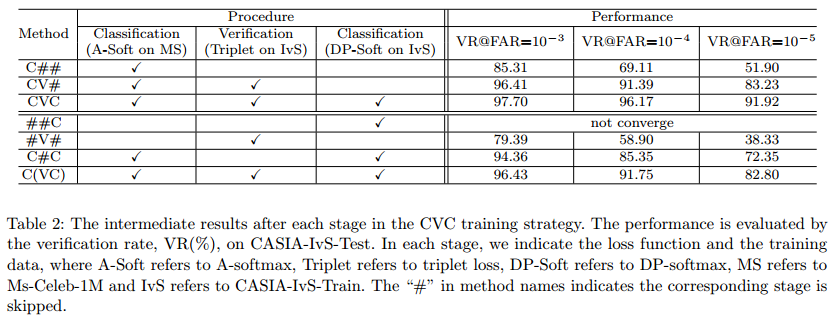 Method Procedure Performance
Classification (A-Soft on MS) Verification (Triplet on IvS) Classification (DP-Soft on IvS) VR@FAR=10⁻³ VR@FAR=10⁻⁴ VR@FAR=10⁻⁵
C## ✓ 85.31 69.11 51.90
CV# ✓ ✓ 96.41 91.39 83.23
CVC ✓ ✓ ✓ 97.70 96.17 91.92
##C ✓ not converge
#V# ✓ 79.39 58.90 38.33
C#C ✓ ✓ 94.36 85.35 72.35
C(VC) ✓ ✓ ✓ 96.43 91.75 82.80
Table 2: The intermediate results after each stage in the CVC training strategy. The performance is evaluated by
the verification rate, VR(%), on CASIA-IvS-Test. In each stage, we indicate the loss function and the training
data, where A-Soft refers to A-softmax, Triplet refers to triplet loss, DP-Soft refers to DP-softmax, MS refers to
Ms-Celeb-1M and IvS refers to CASIA-IvS-Train. The “#” in method names indicates the corresponding stage is
skipped.